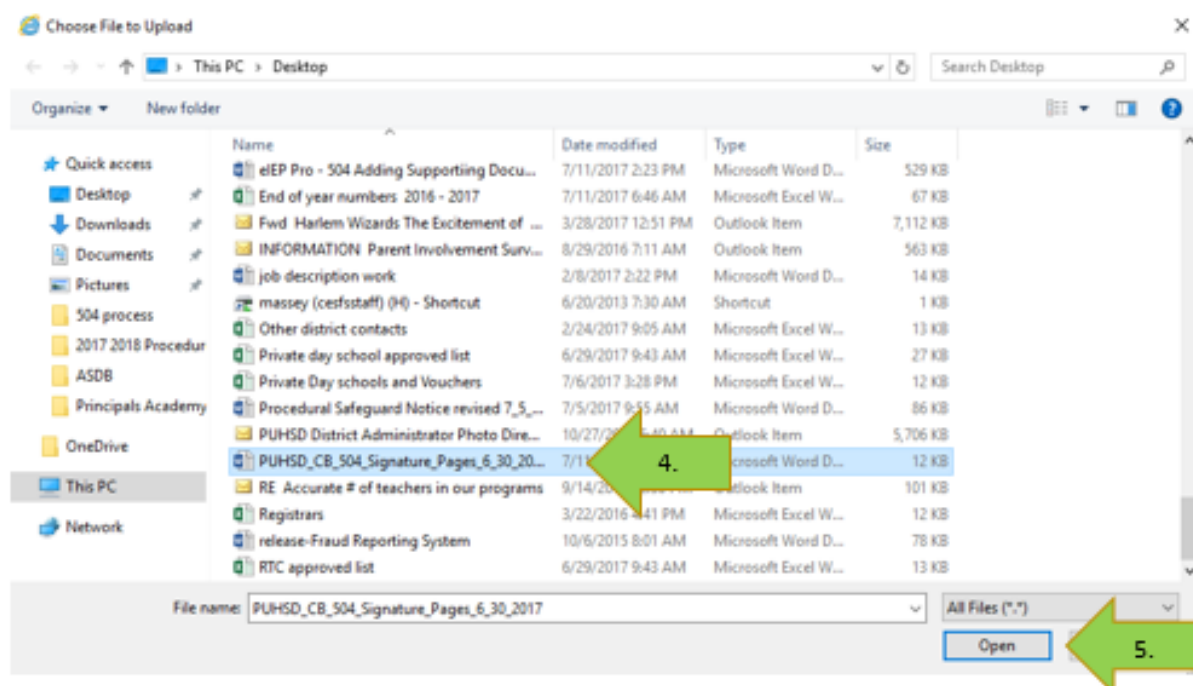 Choose File to Upload
This PC > Desktop
Search Desktop
Organize
New folder
Name Date modified Type Size
Quick access
Desktop
Downloads
Documents
Pictures
504 process
2017 2018 Procedur
ASDB
Principals Academy
OneDrive
This PC
Network
eIEP Pro - 504 Adding Supportiing Docu... 7/11/2017 2:23 PM Microsoft Word D... 529 KB
End of year numbers 2016 - 2017 7/11/2017 6:46 AM Microsoft Excel W... 67 KB
Fwd Harlem Wizards The Excitement of ... 3/28/2017 12:51 PM Outlook Item 7,112 KB
INFORMATION Parent Involvement Surv... 8/29/2016 7:11 AM Outlook Item 563 KB
job description work 2/8/2017 2:22 PM Microsoft Word D... 14 KB
massey (cesfsstaff) (H) - Shortcut 6/20/2013 7:30 AM Shortcut 1 KB
Other district contacts 2/24/2017 9:05 AM Microsoft Excel W... 13 KB
Private day school approved list 6/29/2017 9:43 AM Microsoft Excel W... 27 KB
Private Day schools and Vouchers 7/6/2017 3:28 PM Microsoft Excel W... 12 KB
Procedural Safeguard Notice revised 7_5_... 7/5/2017 9:55 AM Microsoft Word D... 86 KB
PUHSD District Administrator Photo Dire... AM Outlook Item 5,706 KB
PUHSD_CB_504_Signature_Pages_6_30_20... 4. Microsoft Word D... 12 KB
RE Accurate # of teachers in our programs Outlook Item 101 KB
Registrars 3/22/2016 4:41 PM Microsoft Excel W... 12 KB
release-Fraud Reporting System 10/6/2015 8:01 AM Microsoft Word D... 78 KB
RTC approved list 6/29/2017 9:43 AM Microsoft Excel W... 13 KB
File name: PUHSD_CB_504_Signature_Pages_6_30_2017 All Files (*.*)
Open 5.